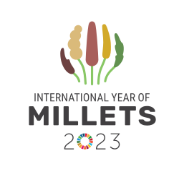 INTERNATIONAL YEAR OF
MILLETS
2023